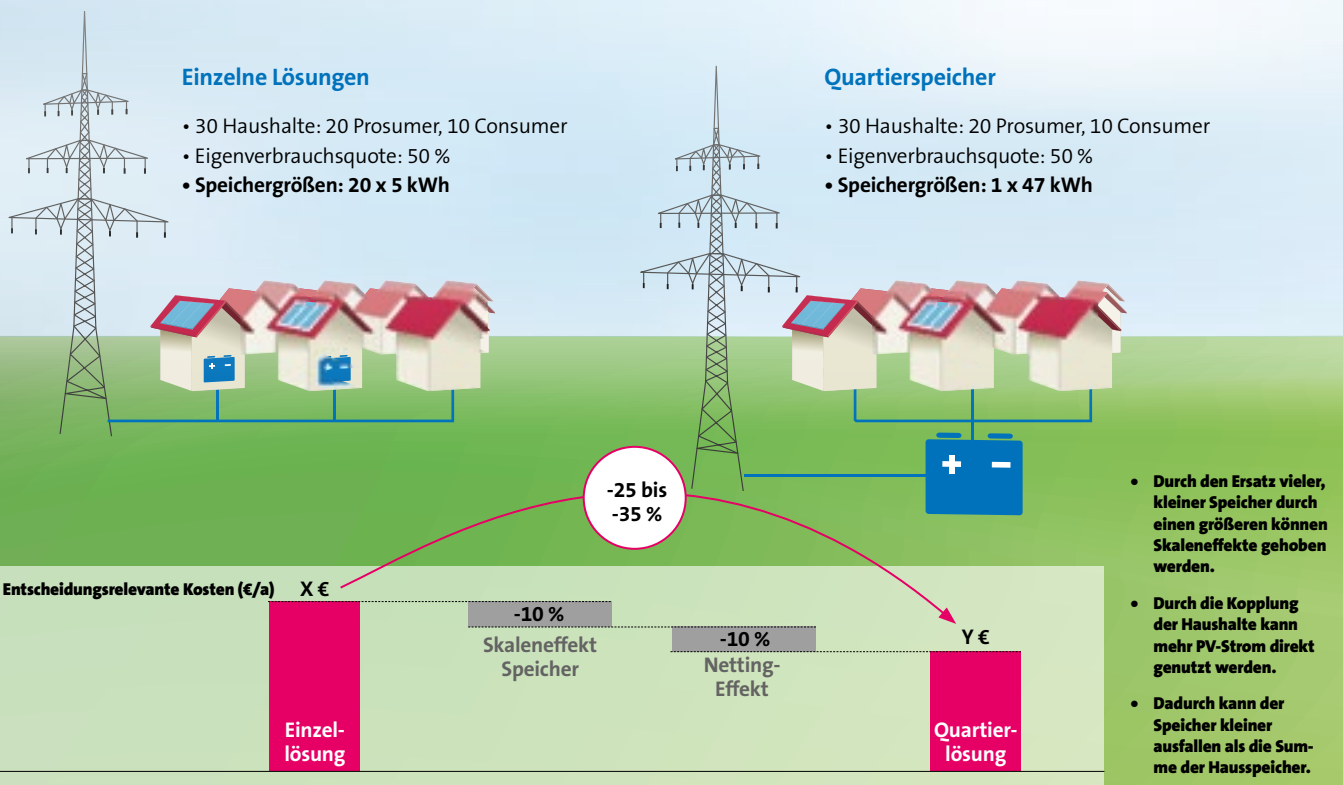 Einzelne Lösungen
• 30 Haushalte: 20 Prosumer, 10 Consumer
• Eigenverbrauchsquote: 50 %
• Speichergrößen: 20 x 5 kWh
Quartierspeicher
• 30 Haushalte: 20 Prosumer, 10 Consumer
• Eigenverbrauchsquote: 50 %
• Speichergrößen: 1 x 47 kWh
+ -
+ -
+ -
-25 bis
-35 %
Entscheidungsrelevante Kosten (€/a)
X €
-10 %
Skaleneffekt
Speicher
-10 %
Netting-
Effekt
Y €
Einzel-
lösung
Quartier-
lösung
• Durch den Ersatz vieler,
kleiner Speicher durch
einen größeren können
Skaleneffekte gehoben
werden.
• Durch die Kopplung
der Haushalte kann
mehr PV-Strom direkt
genutzt werden.
• Dadurch kann der
Speicher kleiner
ausfallen als die Sum-
me der Hausspeicher.